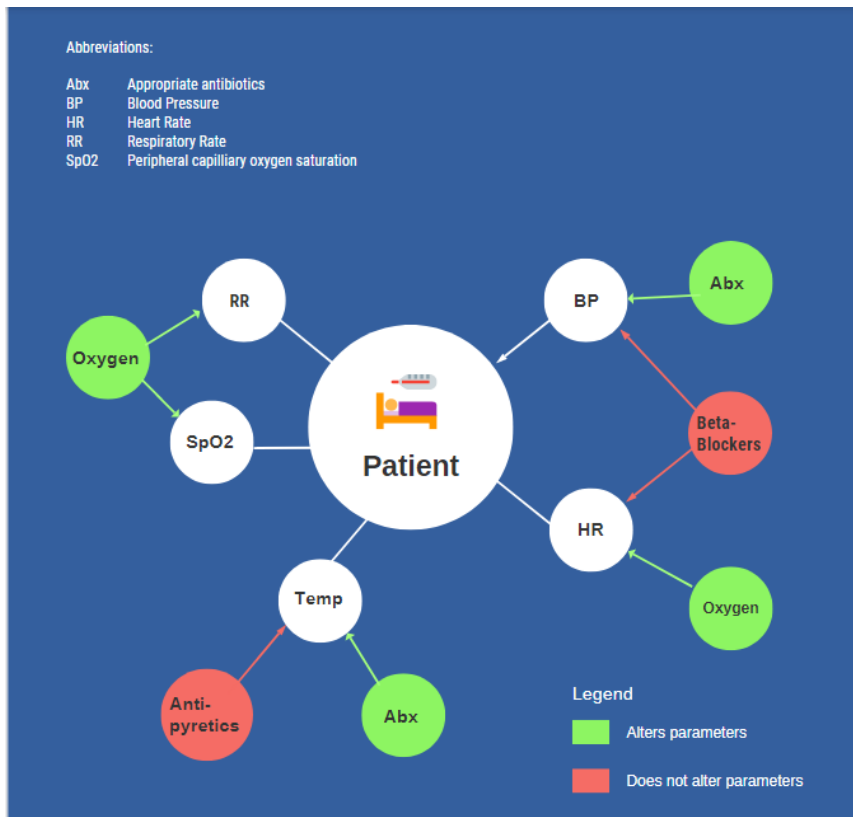 Abbreviations:
Abx Appropriate antibiotics
BP Blood Pressure
HR Heart Rate
RR Respiratory Rate
SpO2 Peripheral capilliary oxygen saturation
RR
BP
Abx
Oxygen
SpO2
Patient
Beta-
Blockers
HR
Temp
Oxygen
Anti-
pyretics
Abx
Legend
Alters parameters
Does not alter parameters